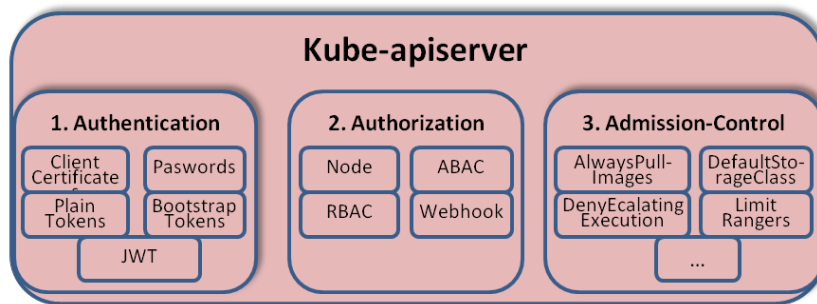 Kube-apiserver
1. Authentication
Client
Certificate
s
Paswords
Plain
Tokens
Bootstrap
Tokens
JWT
2. Authorization
Node
ABAC
RBAC
Webhook
3. Admission-Control
AlwaysPull-
Images
DefaultSto-
rageClass
DenyEcalating
Execution
Limit
Rangers
...